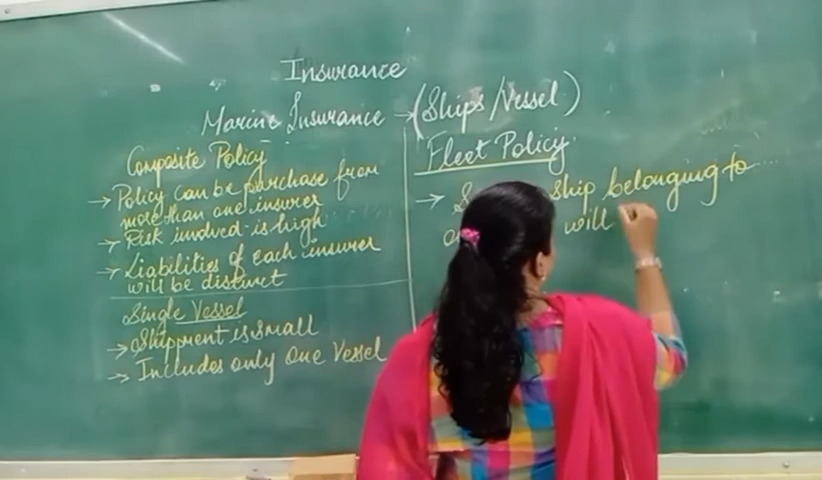 Insurance
Marine Insurance → (Ships/Vessel)
Composite Policy
→ Policy can be purchase from
more than one insurer
→ Risk involved is high
→ Liabilities of each insurer
will be distinct
Single Vessel
→ Shippment is small
→ Includes only one Vessel
Fleet Policy
→ ship belonging to
will